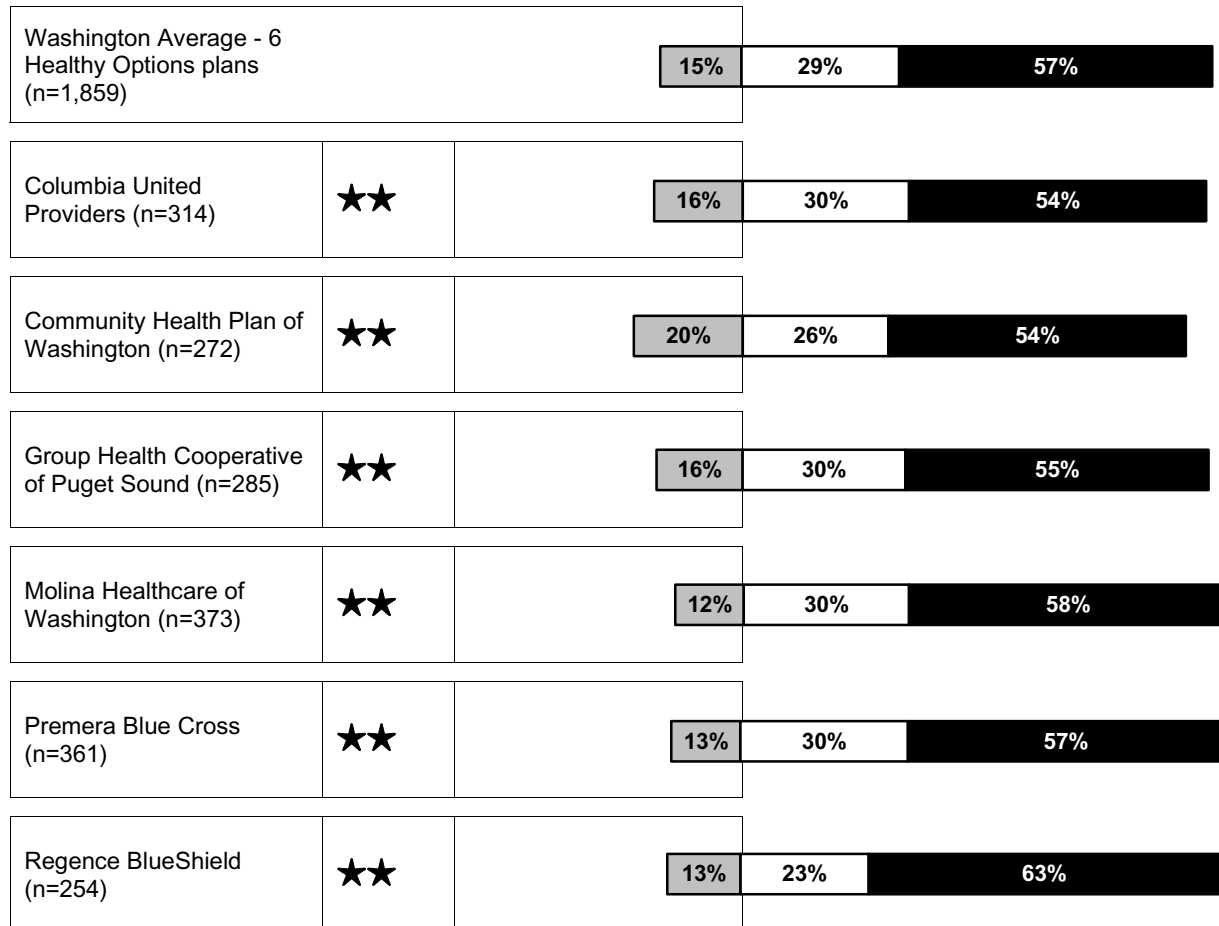 Washington Average - 6
Healthy Options plans
(n=1,859)
15% 29% 57%
Columbia United
Providers (n=314)
★★
16% 30% 54%
Community Health Plan of
Washington (n=272)
★★
20% 26% 54%
Group Health Cooperative
of Puget Sound (n=285)
★★
16% 30% 55%
Molina Healthcare of
Washington (n=373)
★★
12% 30% 58%
Premera Blue Cross
(n=361)
★★
13% 30% 57%
Regence BlueShield
(n=254)
★★
13% 23% 63%